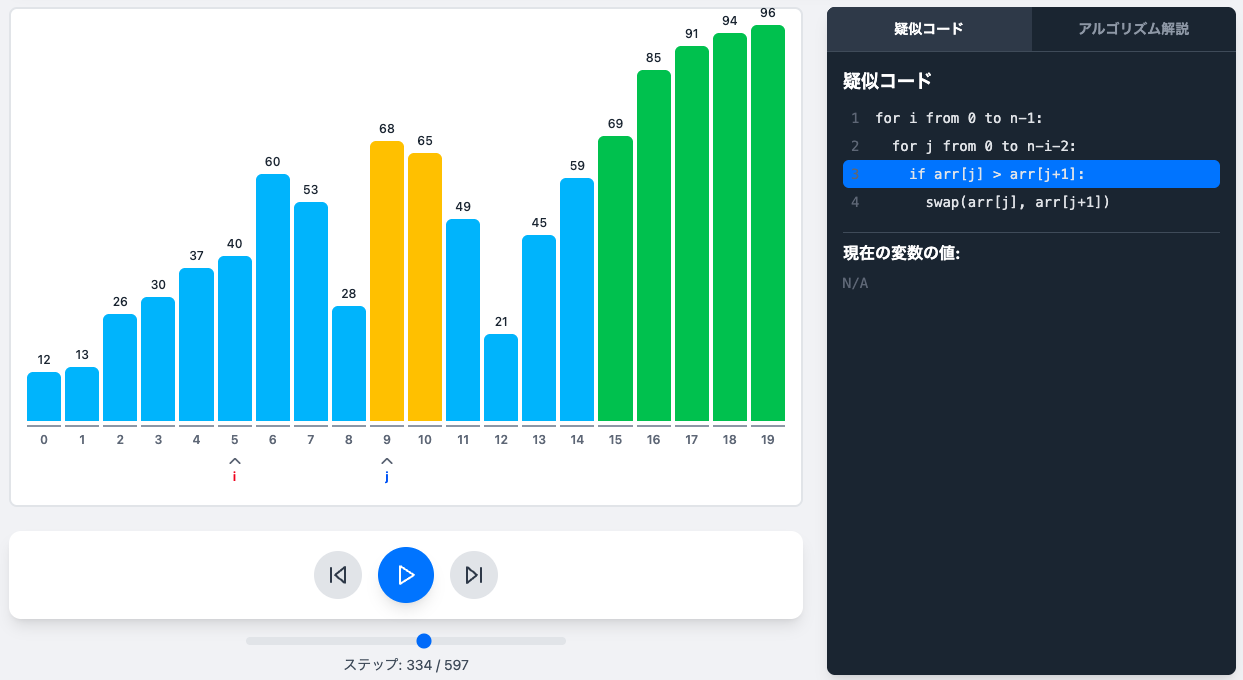 12 13 26 30 37 40 60 53 28 68 65 49 21 45 59 69 85 91 94 96
0 1 2 3 4 5 6 7 8 9 10 11 12 13 14 15 16 17 18 19
i j
ステップ: 334 / 597
疑似コード アルゴリズム解説
疑似コード
1 for i from 0 to n-1:
2 for j from 0 to n-i-2:
3 if arr[j] > arr[j+1]:
4 swap(arr[j], arr[j+1])
現在の変数の値:
N/A